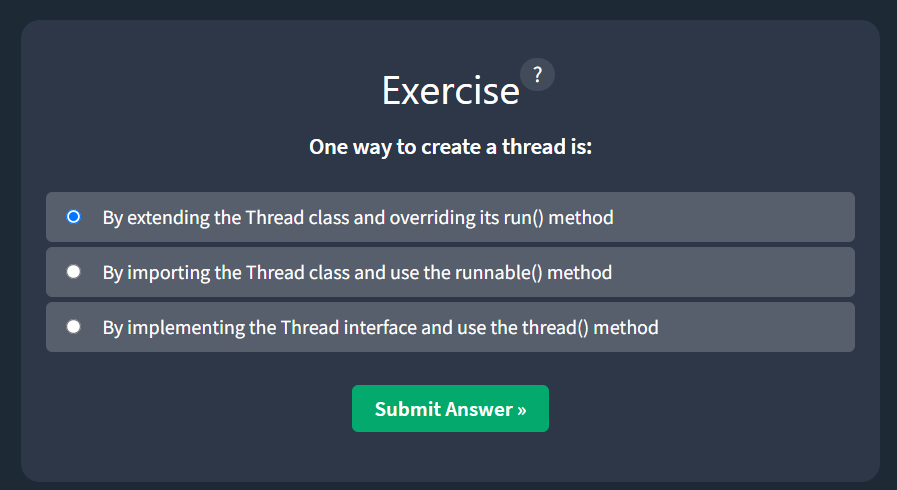 Exercise
?
One way to create a thread is:
By extending the Thread class and overriding its run() method
By importing the Thread class and use the runnable() method
By implementing the Thread interface and use the thread() method
Submit Answer »